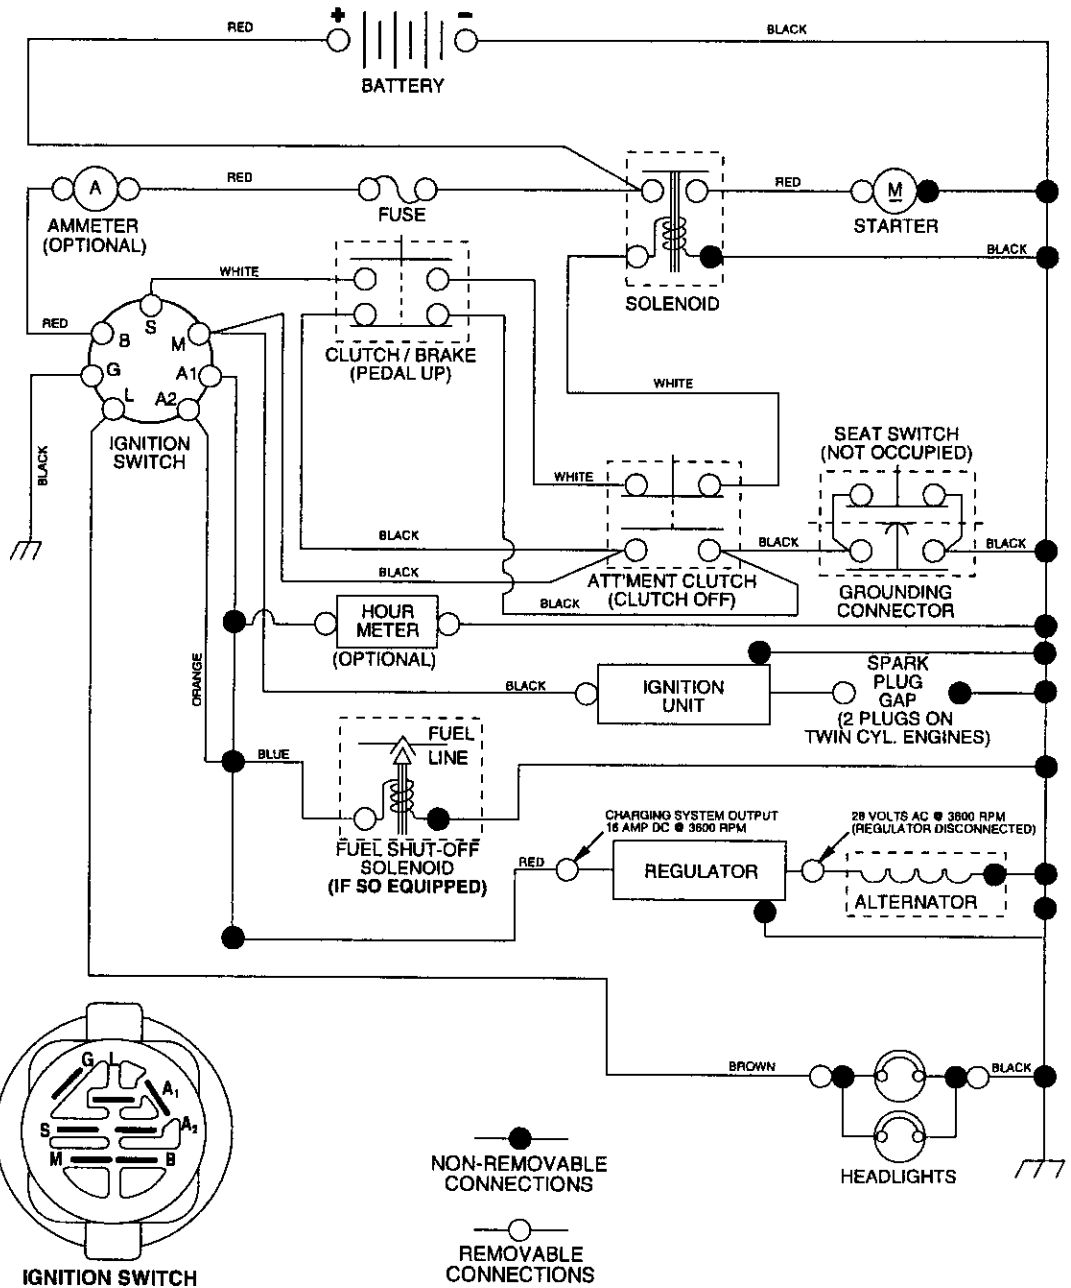 +
-
RED
BLACK
BATTERY
A
RED
FUSE
AMMETER
(OPTIONAL)
RED
M
STARTER
BLACK
SOLENOID
WHITE
CLUTCH / BRAKE
(PEDAL UP)
RED
B
S
M
G
A1
L
A2
IGNITION
SWITCH
BLACK
WHITE
SEAT SWITCH
(NOT OCCUPIED)
WHITE
BLACK
BLACK
BLACK
BLACK
ATT'MENT CLUTCH
(CLUTCH OFF)
GROUNDING
CONNECTOR
BLACK
HOUR
METER
(OPTIONAL)
ORANGE
BLACK
IGNITION
UNIT
SPARK
PLUG
GAP
(2 PLUGS ON
TWIN CYL. ENGINES)
BLUE
FUEL
LINE
FUEL SHUT-OFF
SOLENOID
(IF SO EQUIPPED)
CHARGING SYSTEM OUTPUT
16 AMP DC @ 3600 RPM
28 VOLTS AC @ 3600 RPM
(REGULATOR DISCONNECTED)
RED
REGULATOR
ALTERNATOR
BROWN
BLACK
HEADLIGHTS
G
L
A1
S
A2
M
B
IGNITION SWITCH
NON-REMOVABLE
CONNECTIONS
REMOVABLE
CONNECTIONS